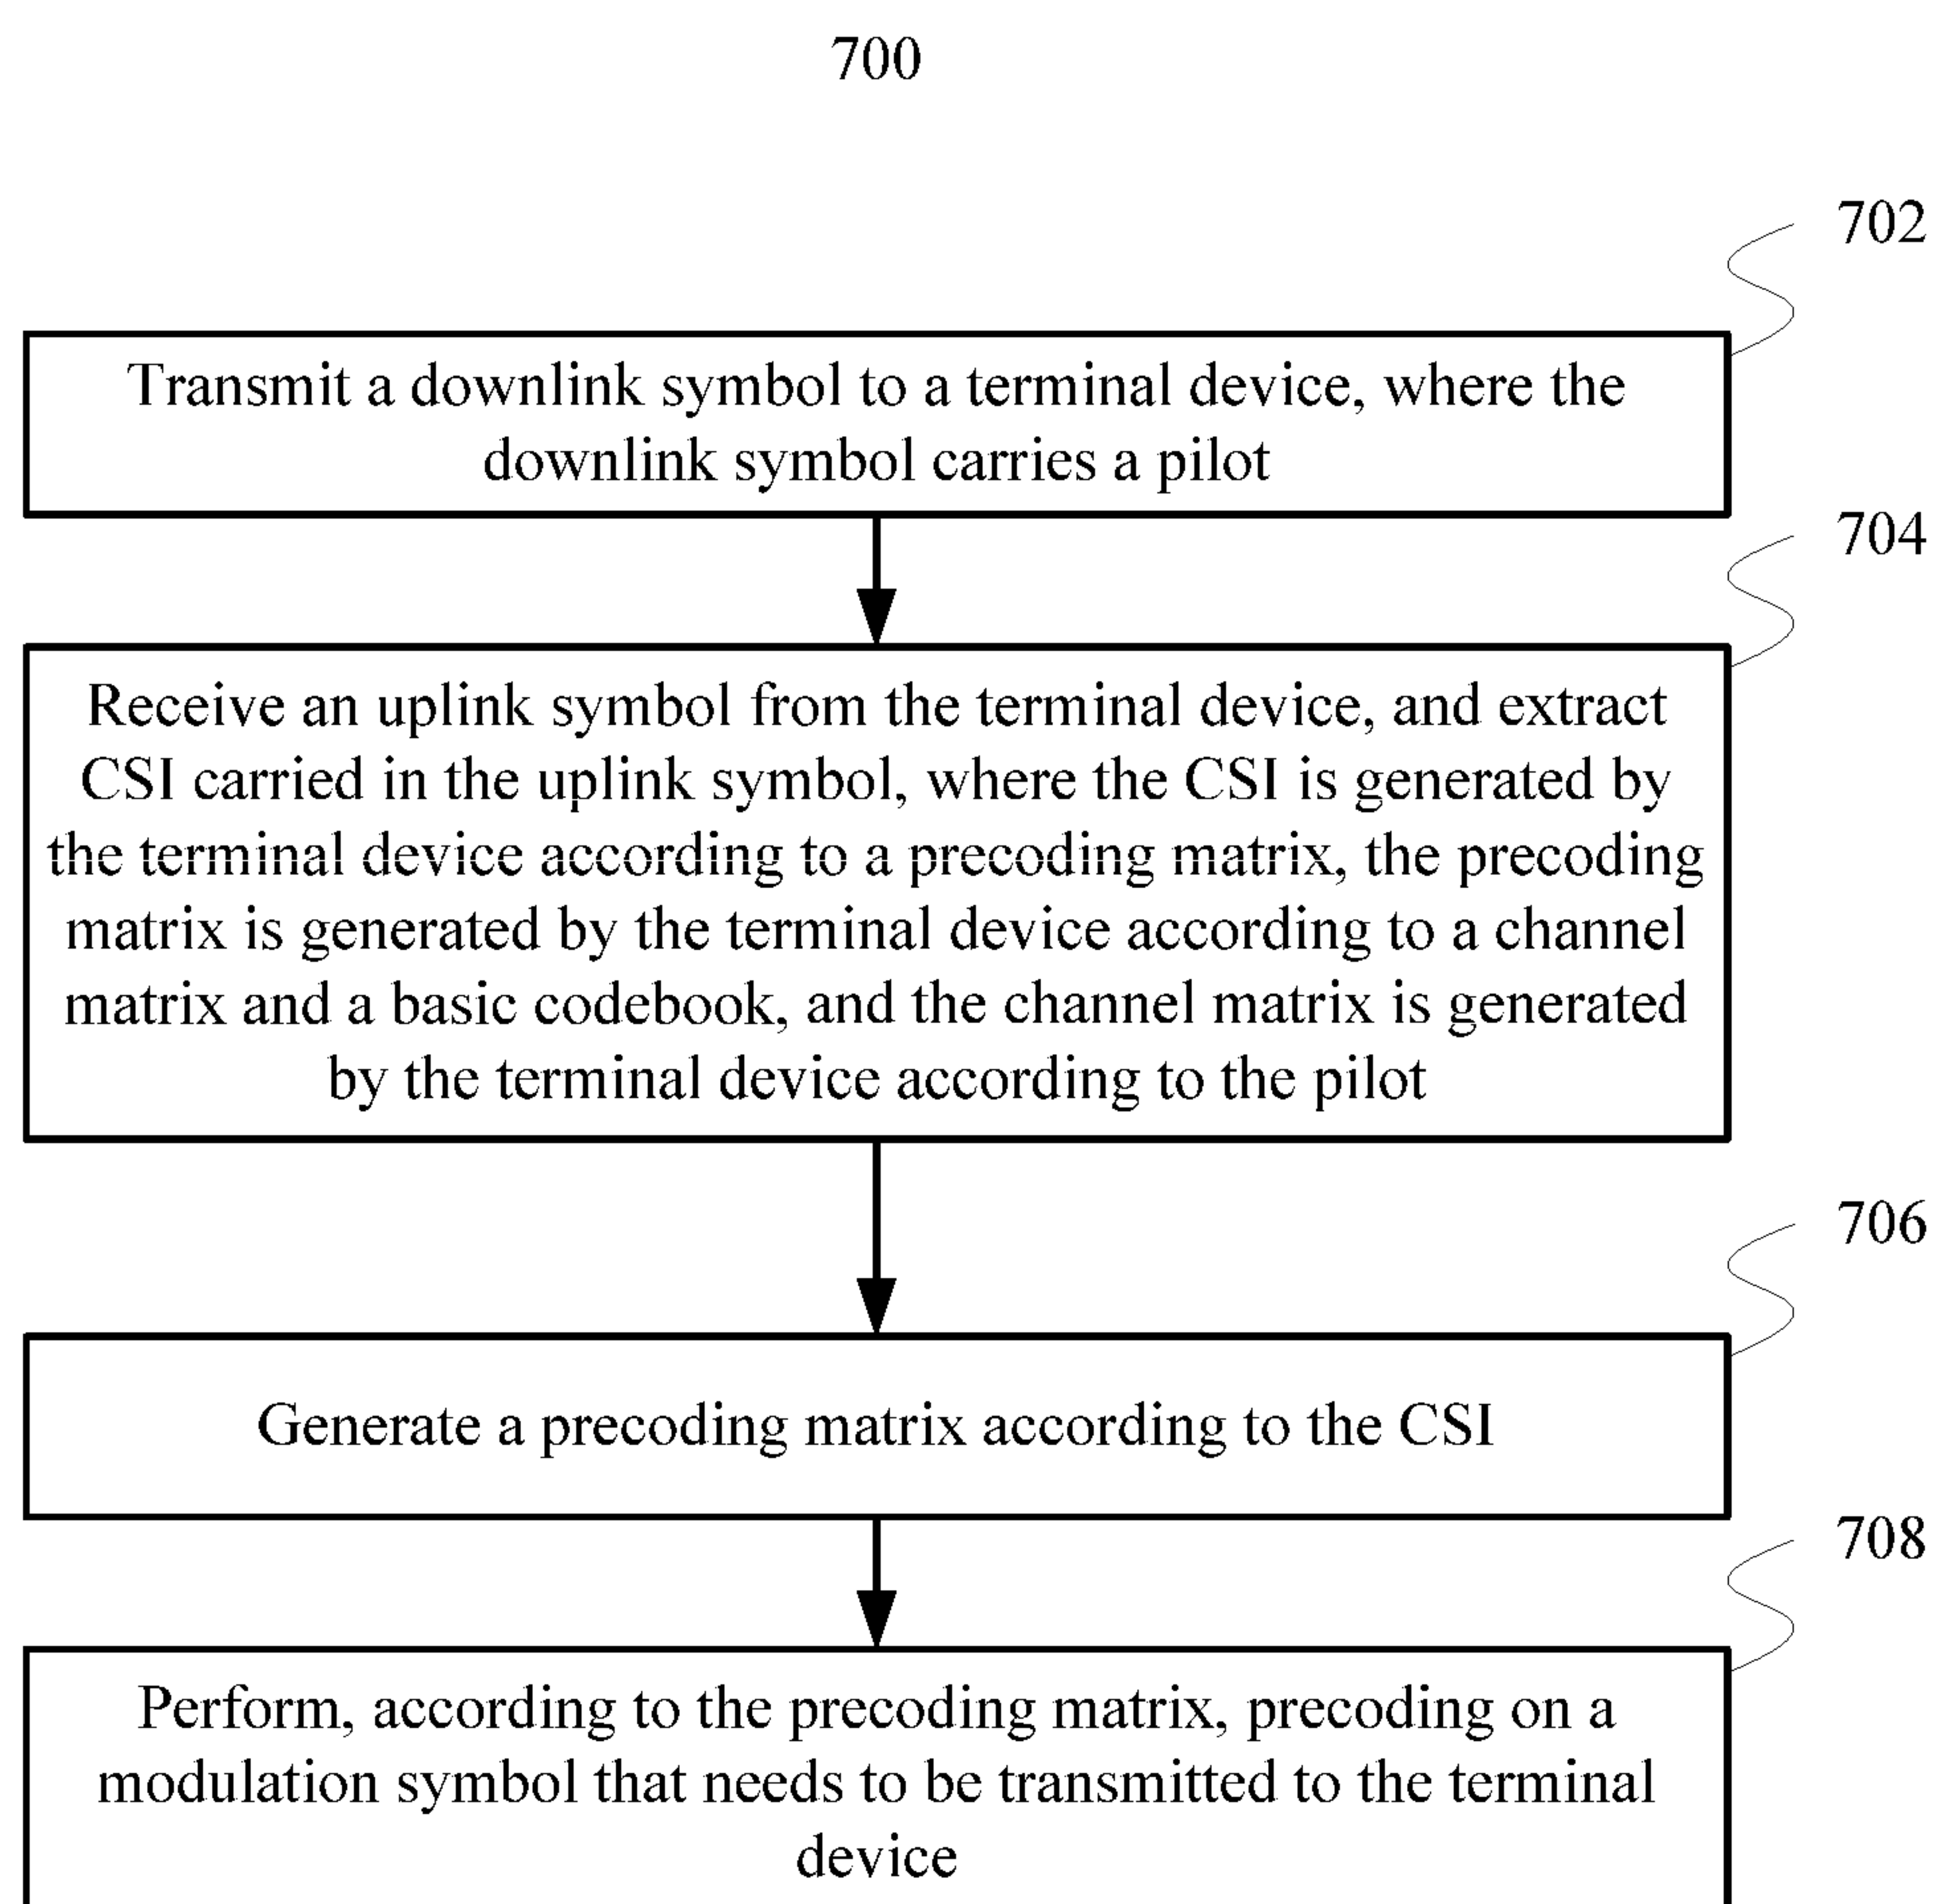 700
702
Transmit a downlink symbol to a terminal device, where the
downlink symbol carries a pilot
704
Receive an uplink symbol from the terminal device, and extract
CSI carried in the uplink symbol, where the CSI is generated by
the terminal device according to a precoding matrix, the precoding
matrix is generated by the terminal device according to a channel
matrix and a basic codebook, and the channel matrix is generated
by the terminal device according to the pilot
706
Generate a precoding matrix according to the CSI
708
Perform, according to the precoding matrix, precoding on a
modulation symbol that needs to be transmitted to the terminal
device